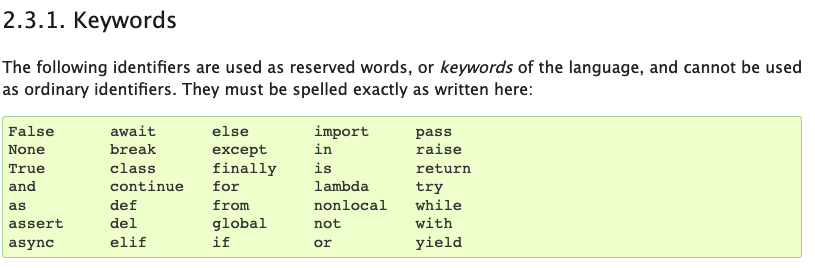 2.3.1. Keywords
The following identifiers are used as reserved words, or keywords of the language, and cannot be used
as ordinary identifiers. They must be spelled exactly as written here:
False await else import pass
None break except in raise
True class finally is return
and continue for lambda try
as def from nonlocal while
assert del global not with
async elif if or yield